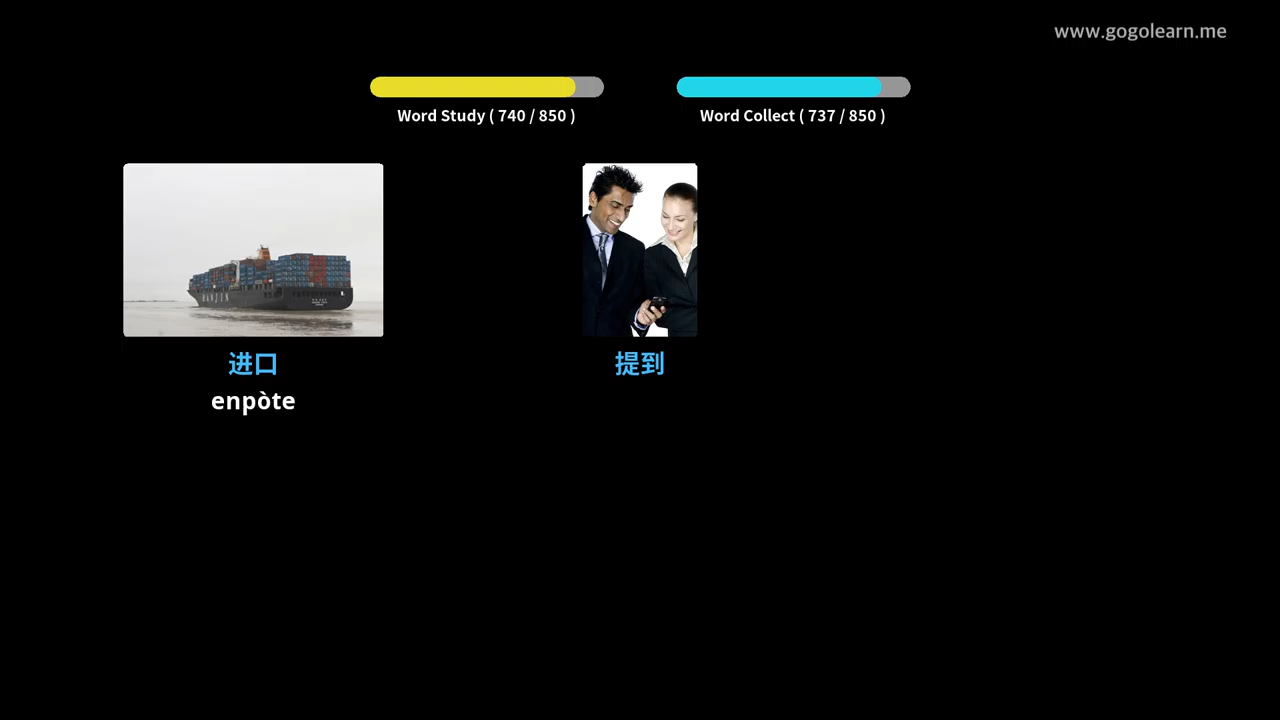 www.gogolearn.me
Word Study ( 740 / 850 )
Word Collect ( 737 / 850 )
进口
提到
enpòte